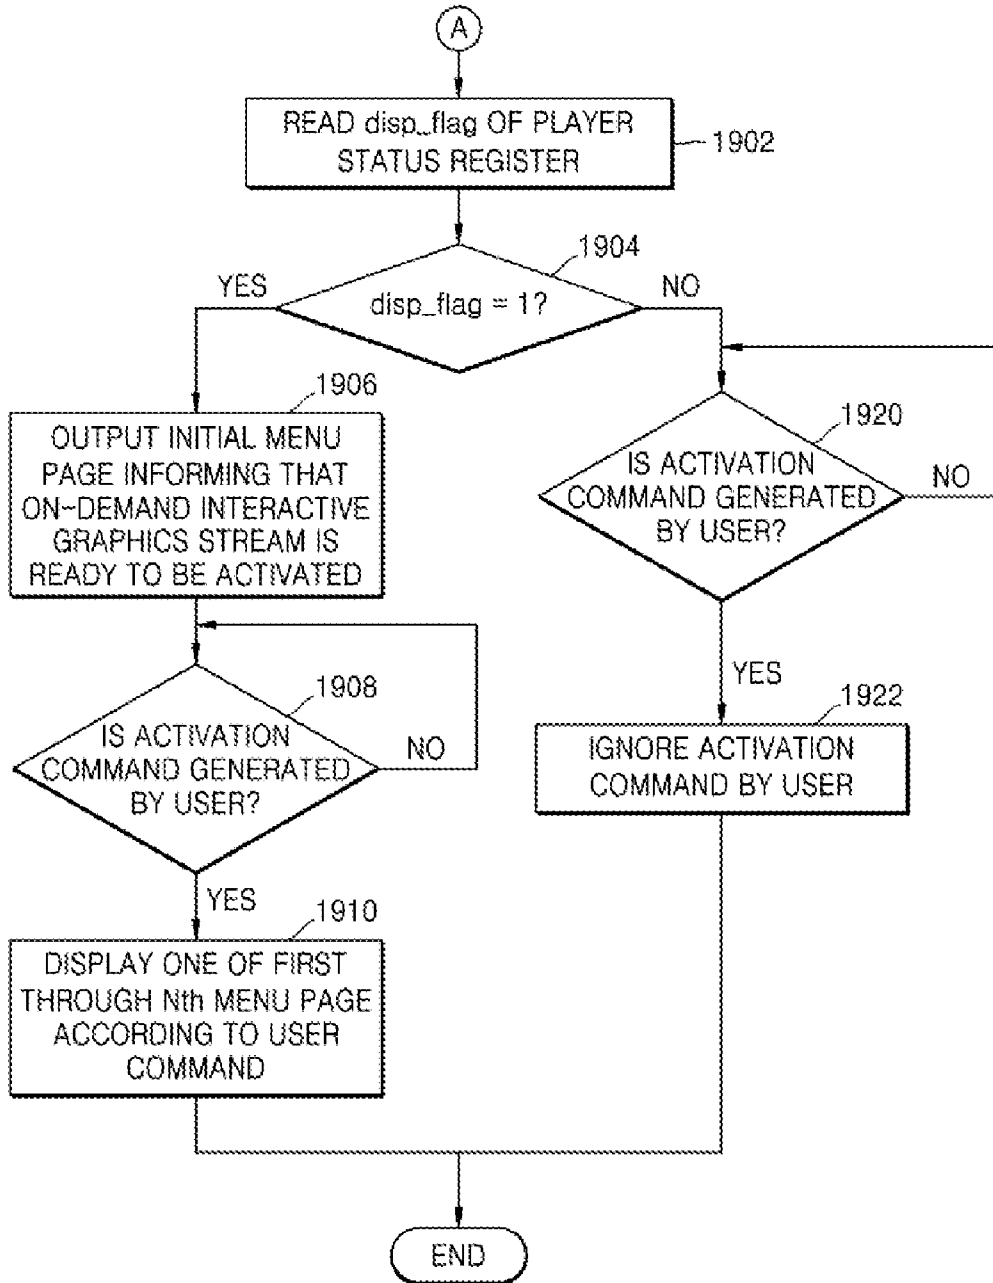 A
READ disp_flag OF PLAYER
STATUS REGISTER
1902
1904
YES
disp_flag = 1?
NO
1906
OUTPUT INITIAL MENU
PAGE INFORMING THAT
ON-DEMAND INTERACTIVE
GRAPHICS STREAM IS
READY TO BE ACTIVATED
1920
IS ACTIVATION
COMMAND GENERATED
BY USER?
NO
1908
IS ACTIVATION
COMMAND GENERATED
BY USER?
NO
YES
1922
IGNORE ACTIVATION
COMMAND BY USER
YES
1910
DISPLAY ONE OF FIRST
THROUGH Nth MENU PAGE
ACCORDING TO USER
COMMAND
END